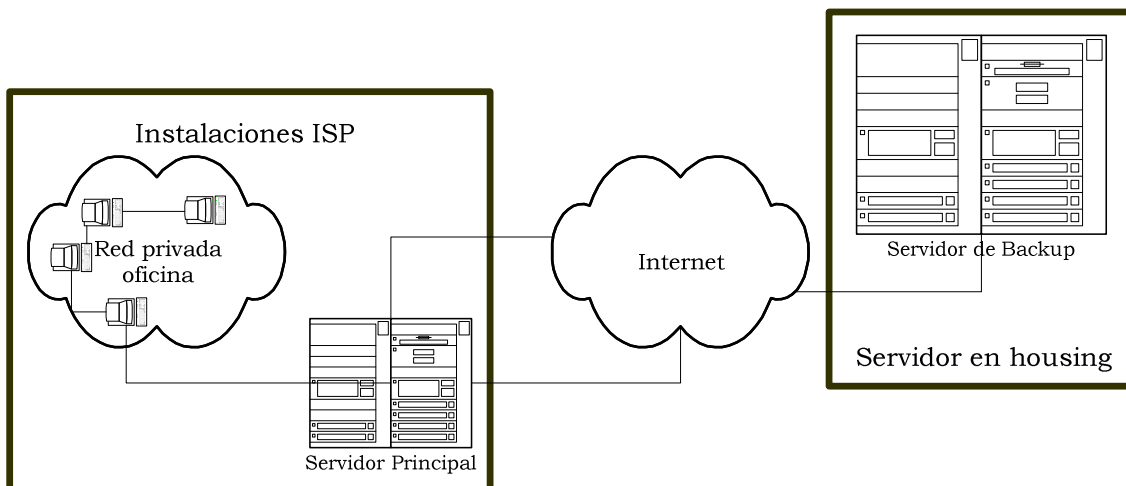 Instalaciones ISP
Red privada
oficina
Servidor Principal
Internet
Servidor de Backup
Servidor en housing